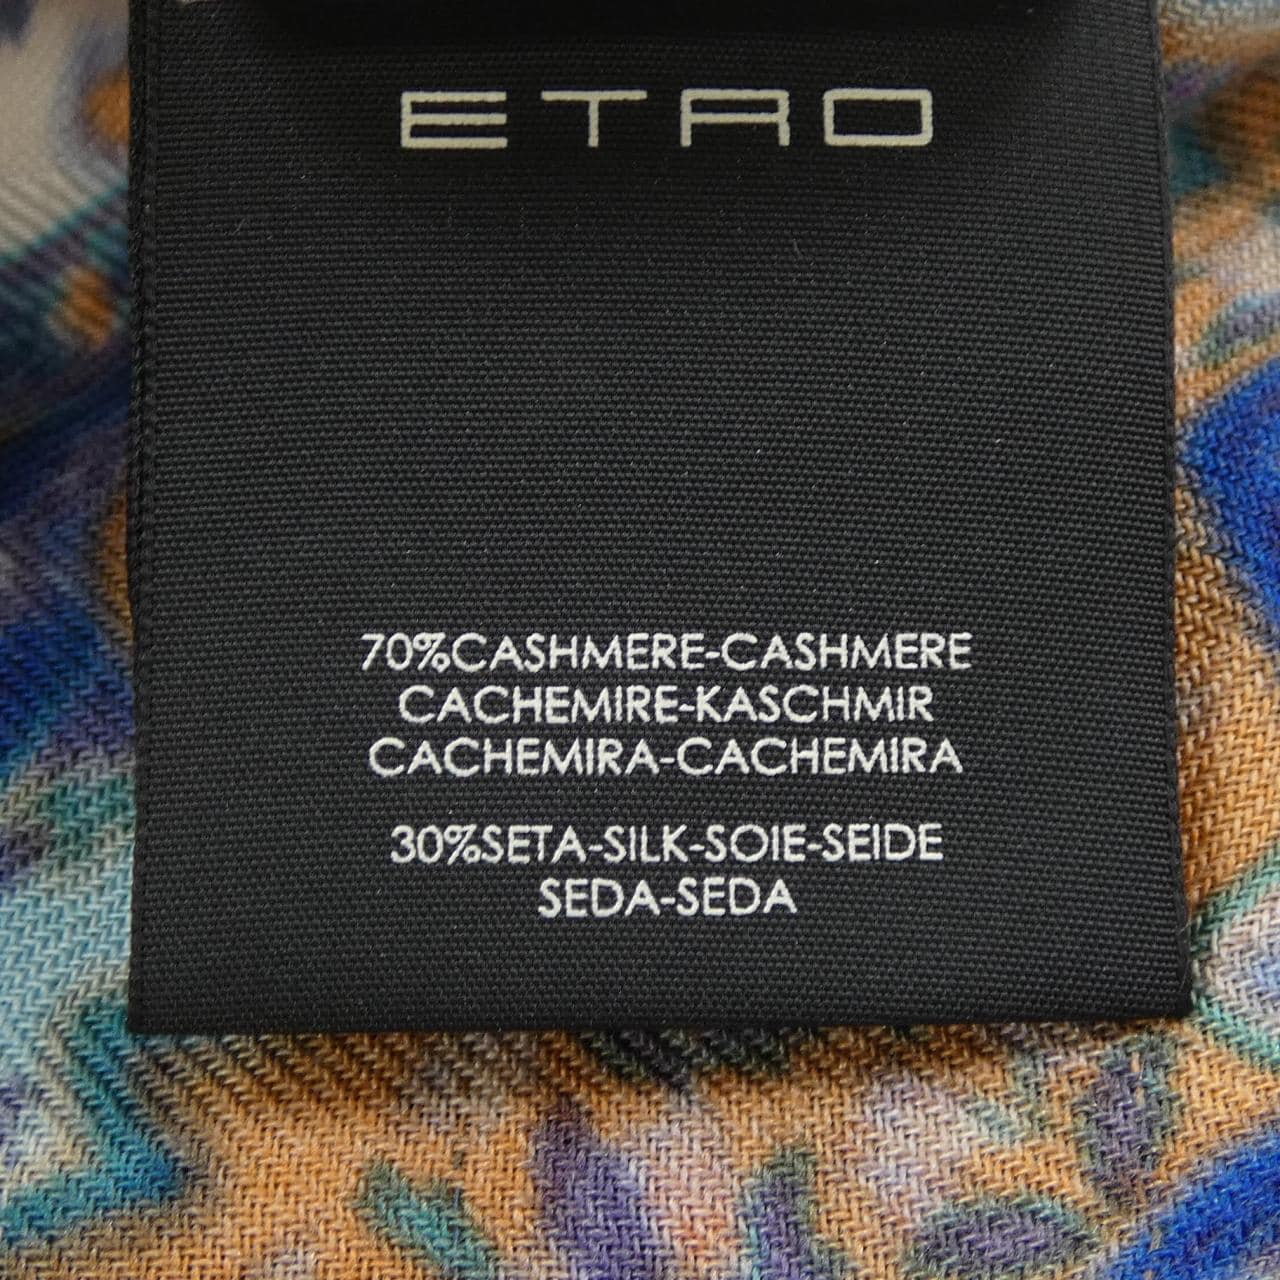 ETRO
70%CASHMERE-CASHMERE
CACHEMIRE-KASCHMIR
CACHEMIRA-CACHEMIRA
30%SETA-SILK-SOIE-SEIDE
SEDA-SEDA